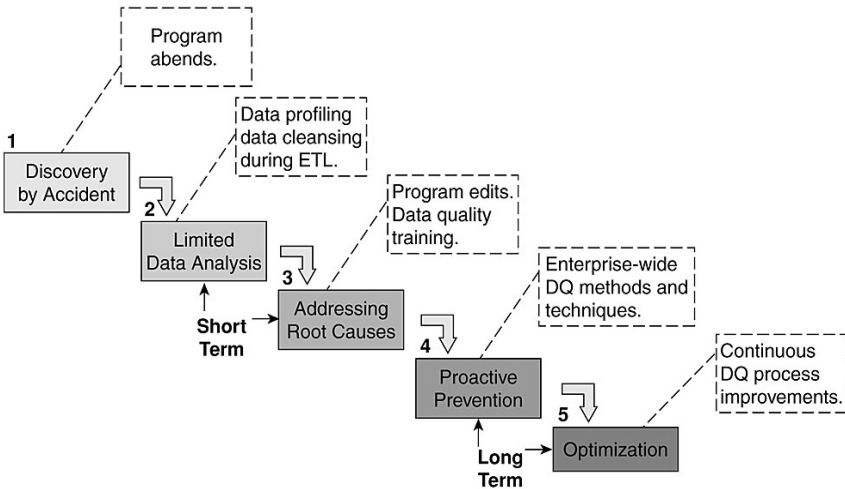 Program
abends.
1
Discovery
by Accident
Data profiling
data cleansing
during ETL.
2
Limited
Data Analysis
Program edits.
Data quality
training.
3
Addressing
Root Causes
Short
Term
Enterprise-wide
DQ methods and
techniques.
4
Proactive
Prevention
Continuous
DQ process
improvements.
5
Optimization
Long
Term